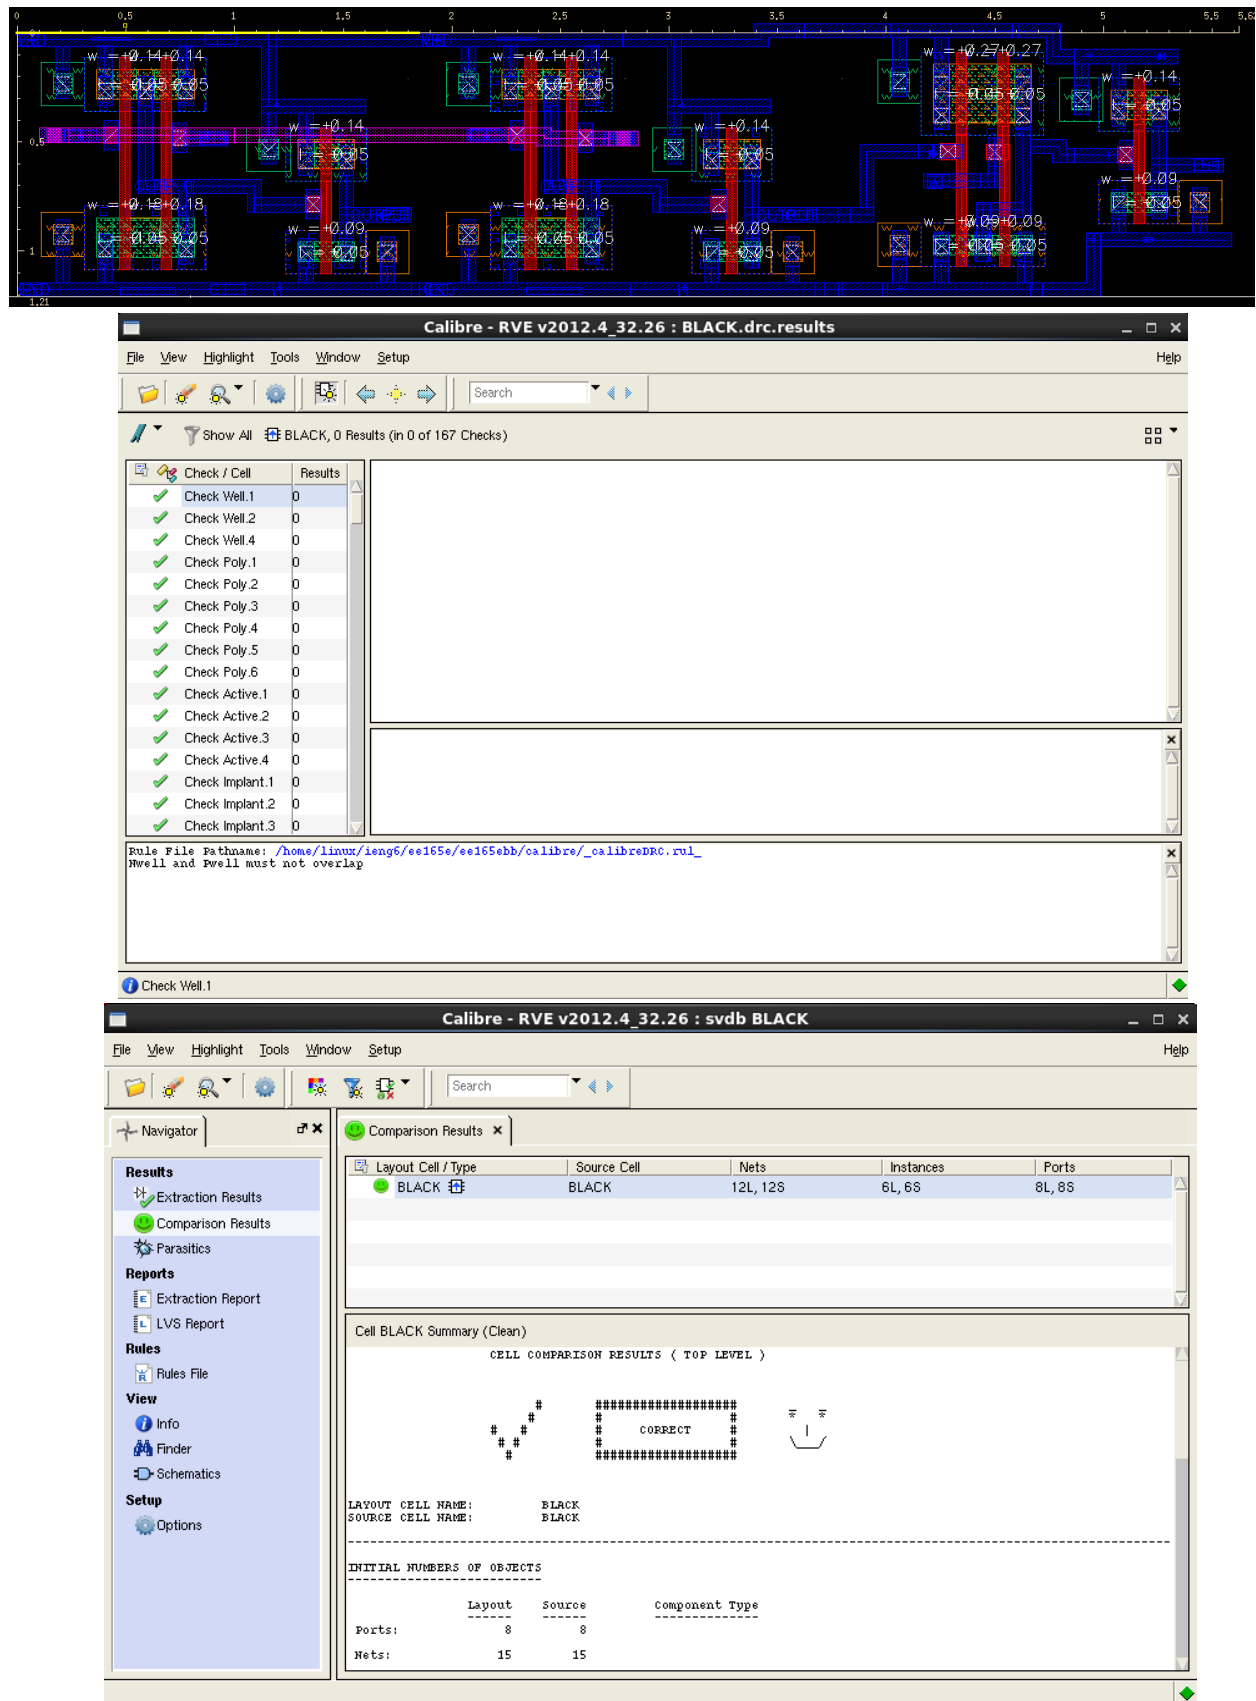 0 0.5 1 1.5 2 2.5 3 3.5 4 4.5 5 5.5
w =+0.14+0.14 w =+0.14+0.14 w =+0.27+0.27
w =+0.14
0.5
w =+0.14 w =+0.14
w =+0.18+0.18 w =+0.18+0.18 w =+0.09
w =+0.09 w =+0.09 w =+0.09+0.09
1
1.21
Calibre - RVE v2012.4_32.26 : BLACK.drc.results
File View Highlight Tools Window Setup Help
Search
Show All BLACK, 0 Results (in 0 of 167 Checks)
Check / Cell Results
Check Well.1 0
Check Well.2 0
Check Well.4 0
Check Poly.1 0
Check Poly.2 0
Check Poly.3 0
Check Poly.4 0
Check Poly.5 0
Check Poly.6 0
Check Active.1 0
Check Active.2 0
Check Active.3 0
Check Active.4 0
Check Implant.1 0
Check Implant.2 0
Check Implant.3 0
Rule File Pathname: /home/linux/ieng6/ee165e/ee165ebb/calibre/_calibreDRC.rul_
Nwell and Pwell must not overlap
Check Well.1
Calibre - RVE v2012.4_32.26 : svdb BLACK
File View Highlight Tools Window Setup Help
Search
Navigator
Comparison Results
Results
Extraction Results
Comparison Results
Parasitics
Reports
Extraction Report
LVS Report
Rules
Rules File
View
Info
Finder
Schematics
Setup
Options
Layout Cell / Type Source Cell Nets Instances Ports
BLACK BLACK 12L, 12S 6L, 6S 8L, 8S
Cell BLACK Summary (Clean)
CELL COMPARISON RESULTS ( TOP LEVEL )
CORRECT
LAYOUT CELL NAME: BLACK
SOURCE CELL NAME: BLACK
INITIAL NUMBERS OF OBJECTS
Layout Source Component Type
Ports: 8 8
Nets: 15 15